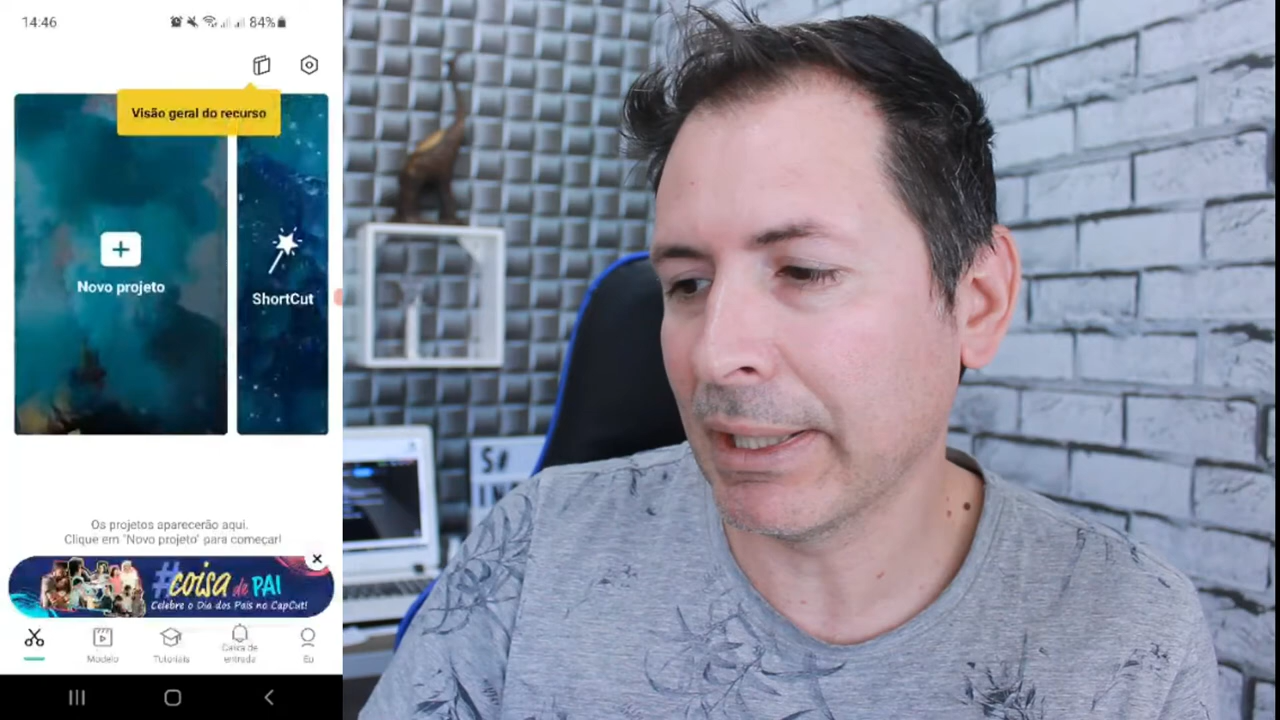 14:46
84%
Visão geral do recurso
Novo projeto
ShortCut
Os projetos aparecerão aqui.
Clique em "Novo projeto" para começar!
#coisa de PAI
Celebre o Dia dos Pais no CapCut!
Modelo
Tutoriais
Caixa de
entrada
Eu